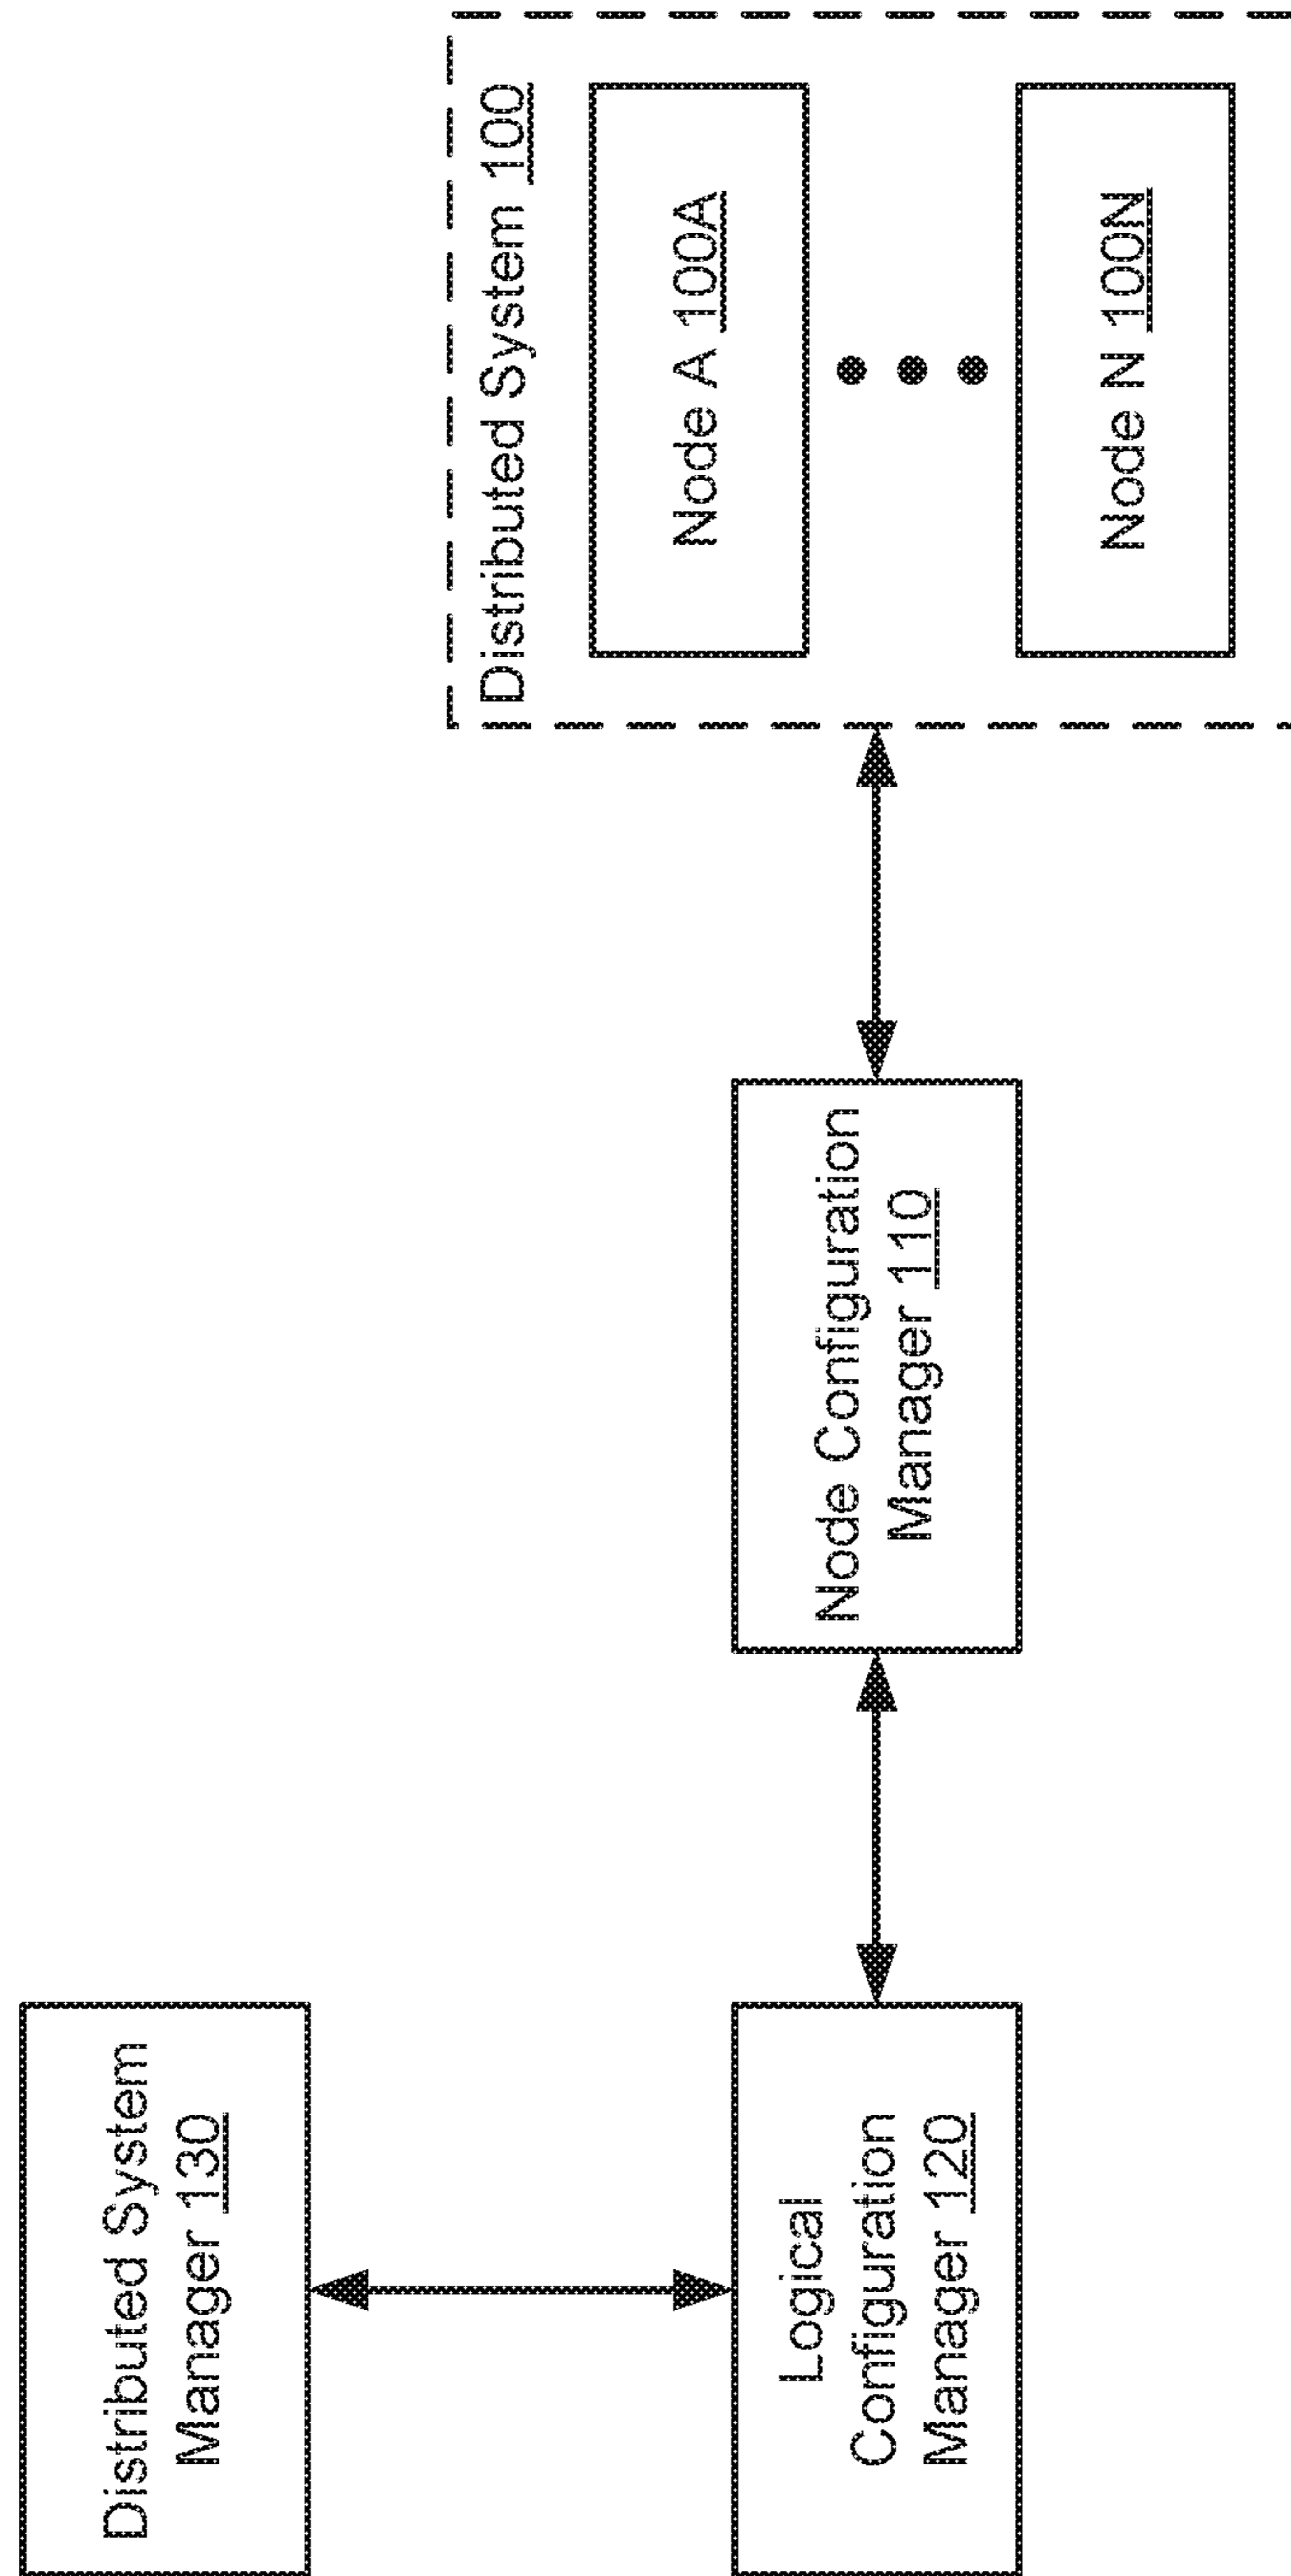 Distributed System
Manager 130
Logical
Configuration
Manager 120
Node Configuration
Manager 110
Distributed System 100
Node A 100A
Node N 100N